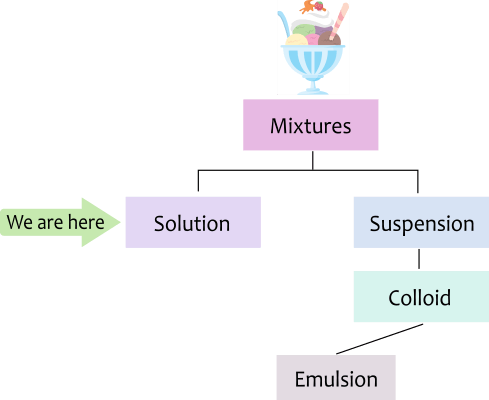 Mixtures
We are here
Solution
Suspension
Colloid
Emulsion